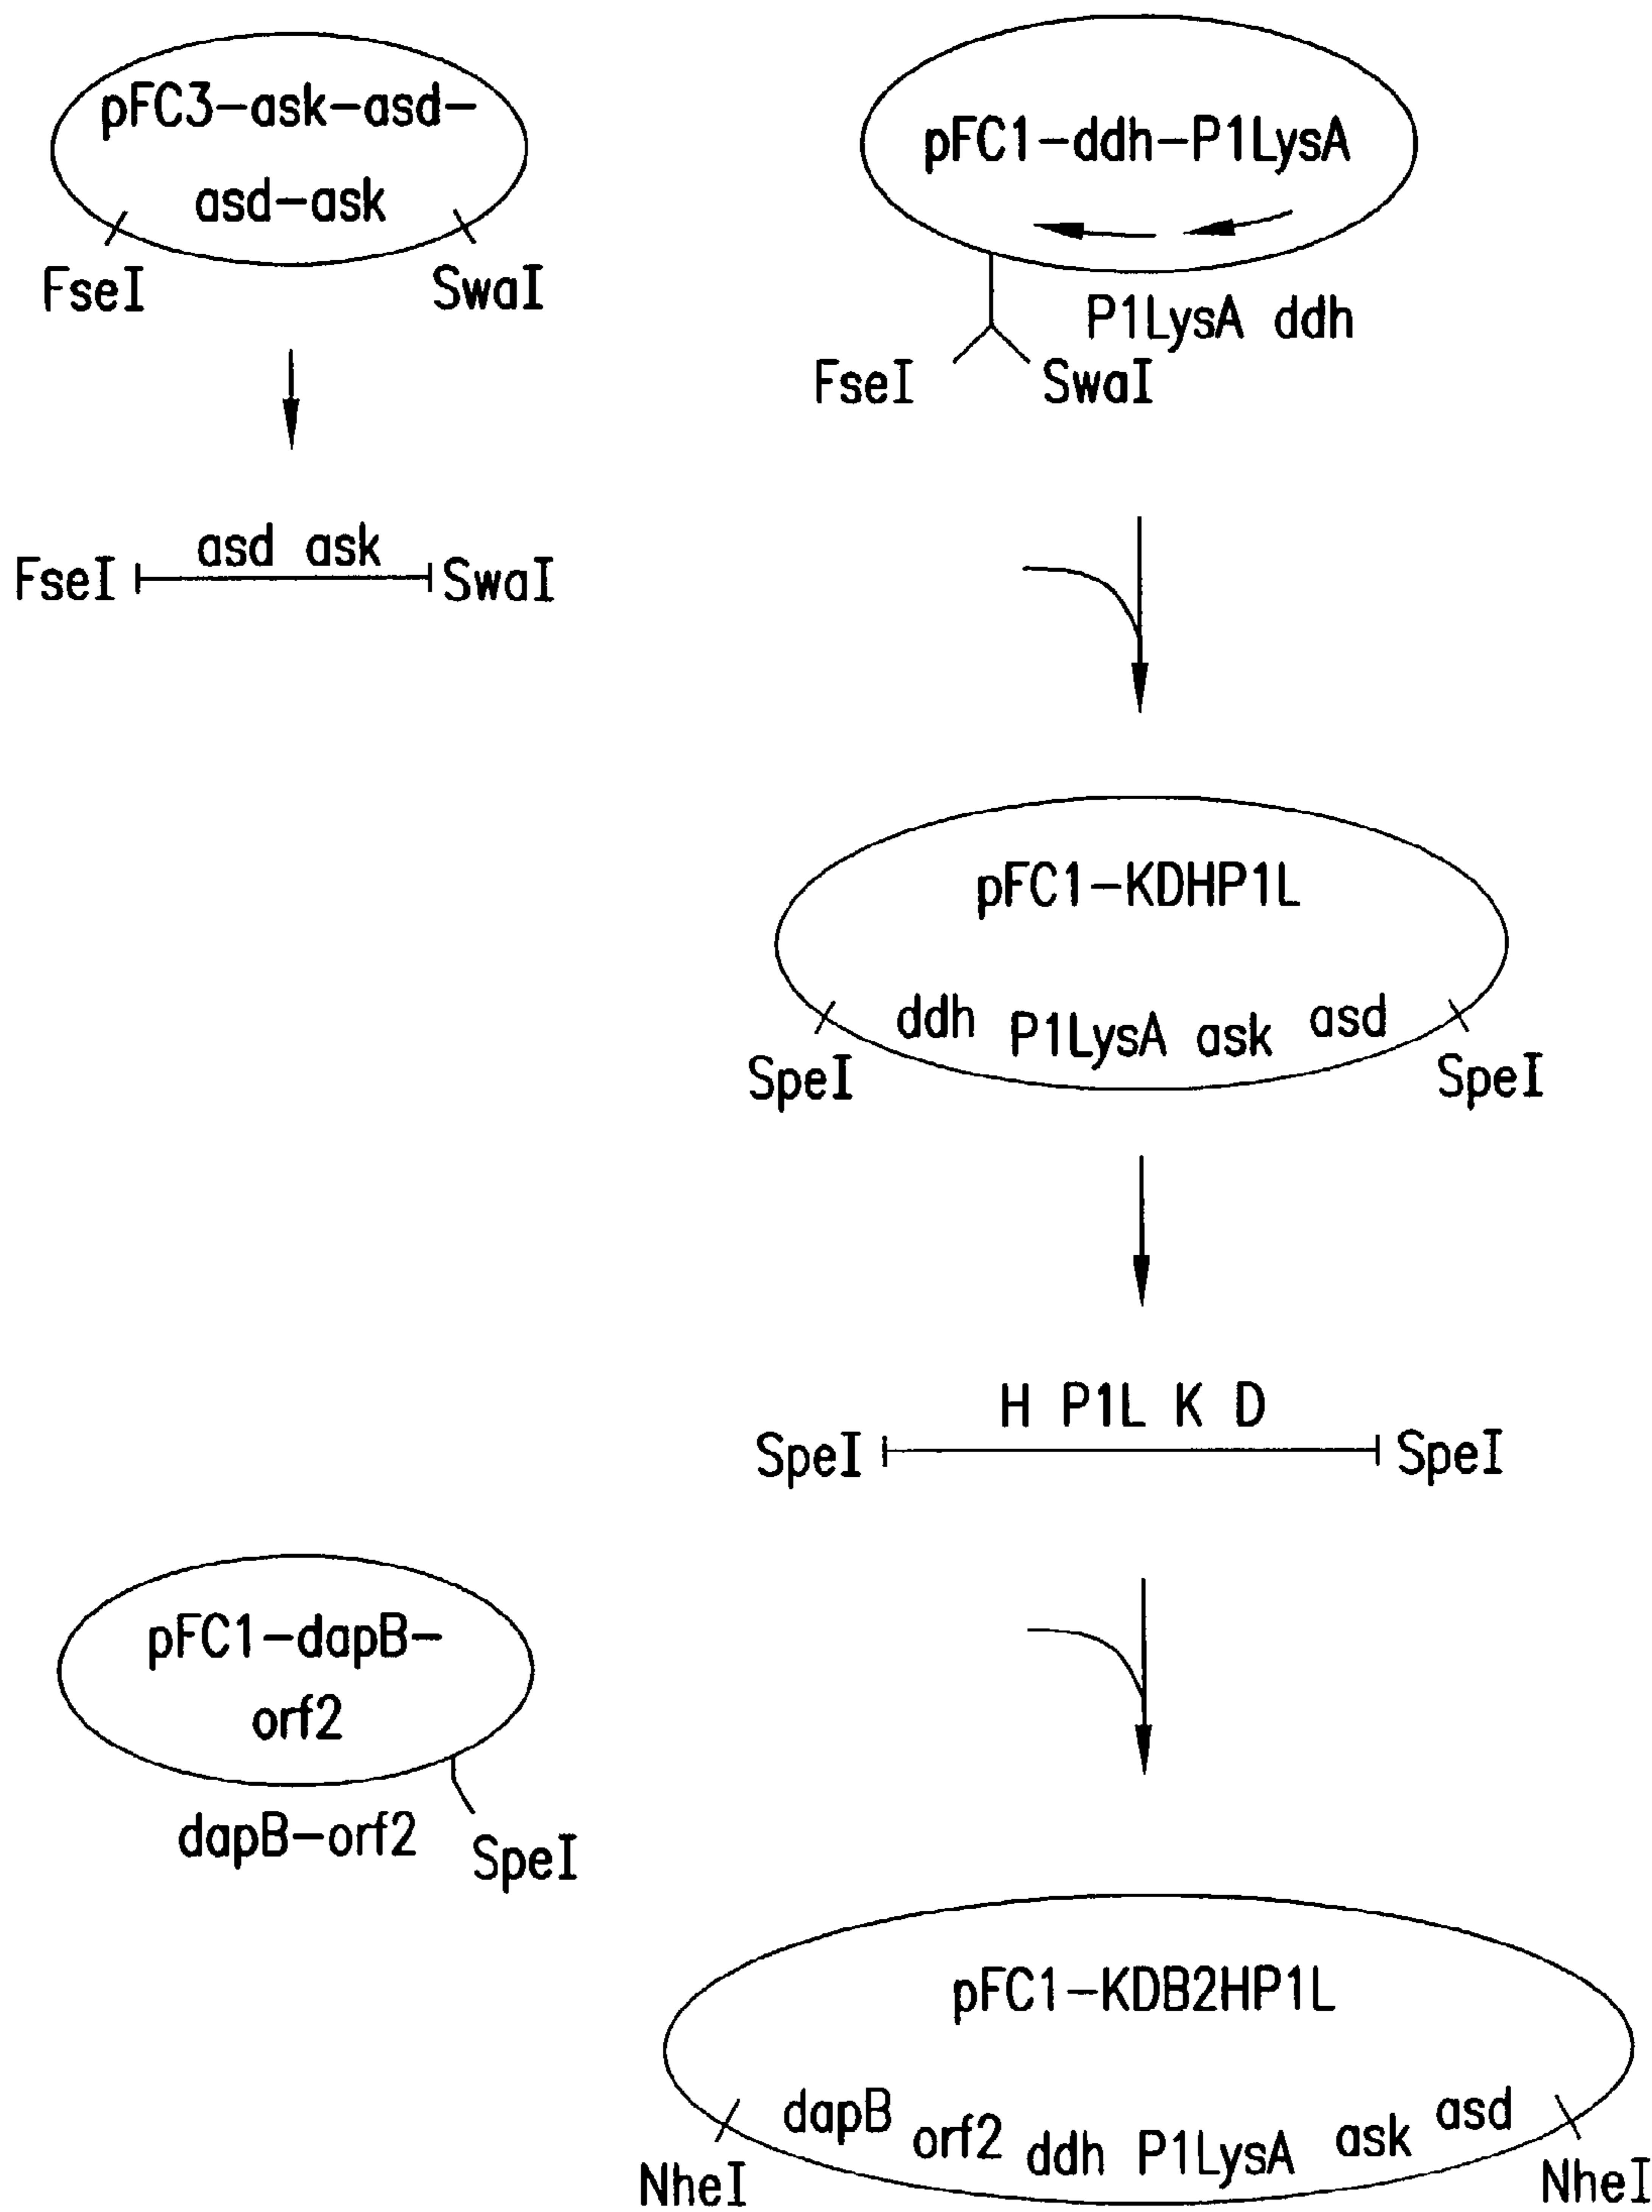 pFC3-ask-asd-
asd-ask
FseI
SwaI
pFC1-ddh-P1LysA
P1LysA ddh
FseI
SwaI
asd ask
FseI
SwaI
pFC1-KDHP1L
ddh P1LysA ask asd
SpeI
SpeI
H P1L K D
SpeI
SpeI
pFC1-dapB-
orf2
dapB-orf2
SpeI
pFC1-KDB2HP1L
dapB orf2 ddh P1LysA ask asd
NheI
NheI